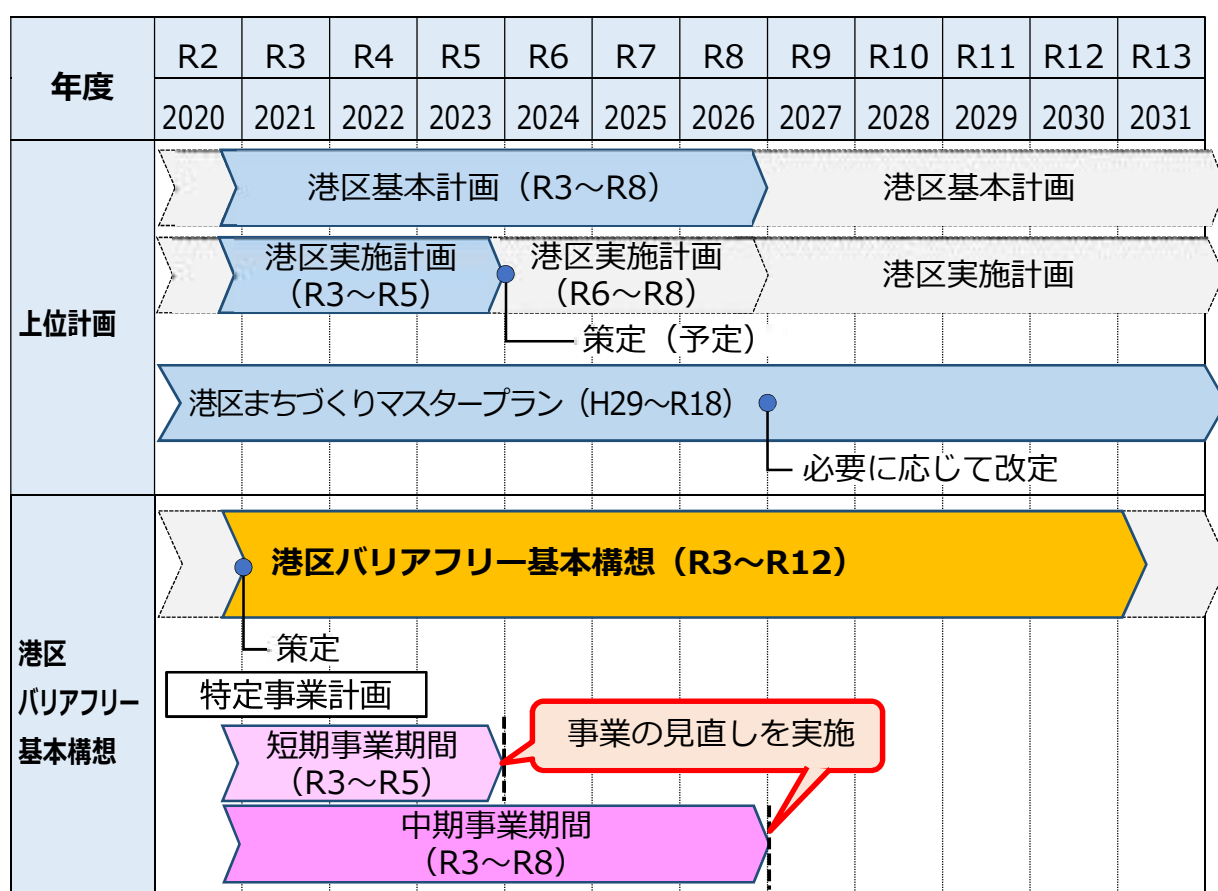 年度
R2 R3 R4 R5 R6 R7 R8 R9 R10 R11 R12 R13
2020 2021 2022 2023 2024 2025 2026 2027 2028 2029 2030 2031
上位計画
港区基本計画（R3～R8） 港区基本計画
港区実施計画
（R3～R5）
港区実施計画
（R6～R8）
港区実施計画
策定（予定）
港区まちづくりマスタープラン（H29～R18）
必要に応じて改定
港区
バリアフリー
基本構想
港区バリアフリー基本構想（R3～R12）
策定
特定事業計画
短期事業期間
（R3～R5）
事業の見直しを実施
中期事業期間
（R3～R8）